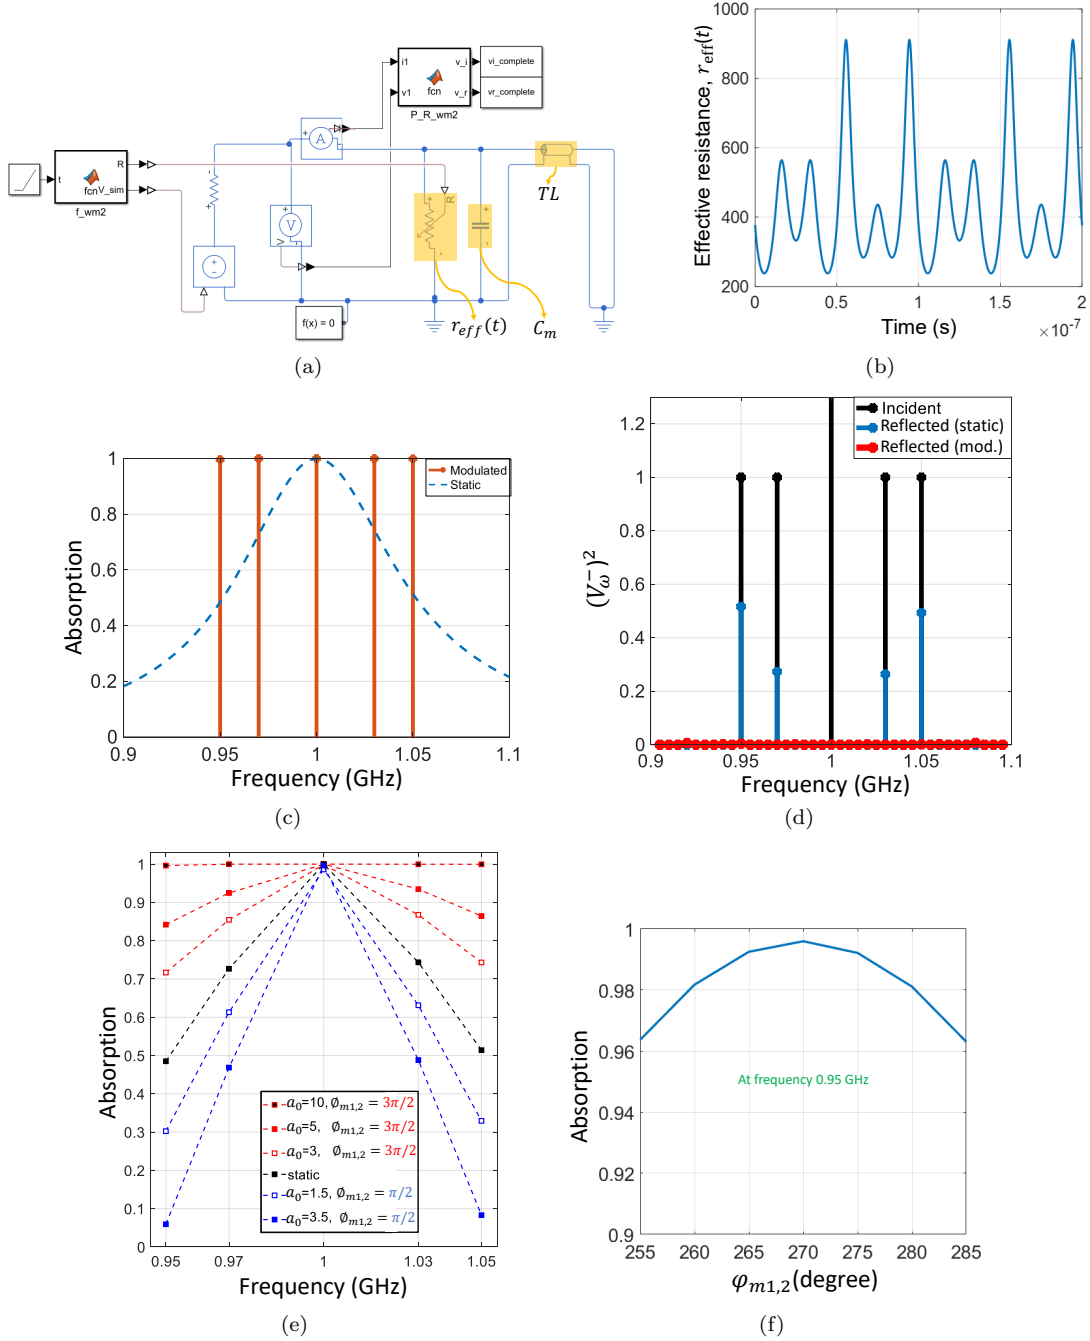 i1
v1
fcn
v_i
v_r
vi_complete
vr_complete
P_R_wm2
t
fcn
R
V_sim
f_wm2
A
V
R
TL
f(x) = 0
r_eff(t)
C_m
(a)
Effective resistance, r_eff(t)
1000
800
600
400
200
0
0.5
1
1.5
2
Time (s)
×10^-7
(b)
Absorption
1
0.8
0.6
0.4
0.2
0
0.9
0.95
1
1.05
1.1
Frequency (GHz)
Modulated
Static
(c)
(V_ω^-)^2
1.2
1
0.8
0.6
0.4
0.2
0
0.9
0.95
1
1.05
1.1
Frequency (GHz)
Incident
Reflected (static)
Reflected (mod.)
(d)
Absorption
1
0.9
0.8
0.7
0.6
0.5
0.4
0.3
0.2
0.1
0
0.95
0.97
1
1.03
1.05
Frequency (GHz)
a_0=10, ∅_m1,2 = 3π/2
a_0=5, ∅_m1,2 = 3π/2
a_0=3, ∅_m1,2 = 3π/2
static
a_0=1.5, ∅_m1,2 = π/2
a_0=3.5, ∅_m1,2 = π/2
(e)
Absorption
1
0.98
0.96
0.94
0.92
0.9
255
260
265
270
275
280
285
At frequency 0.95 GHz
φ_m1,2(degree)
(f)